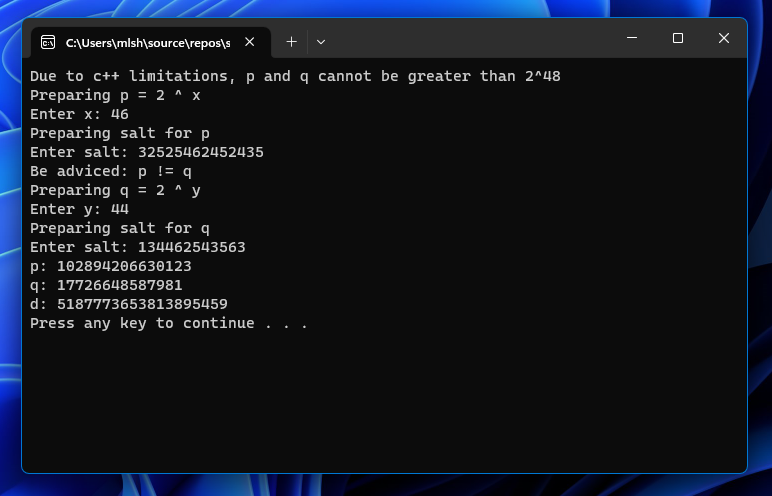 C:\Users\mlsh\source\repos\s
Due to c++ limitations, p and q cannot be greater than 2^48
Preparing p = 2 ^ x
Enter x: 46
Preparing salt for p
Enter salt: 32525462452435
Be adviced: p != q
Preparing q = 2 ^ y
Enter y: 44
Preparing salt for q
Enter salt: 134462543563
p: 102894206630123
q: 17726648587981
d: 5187773653813895459
Press any key to continue . . .